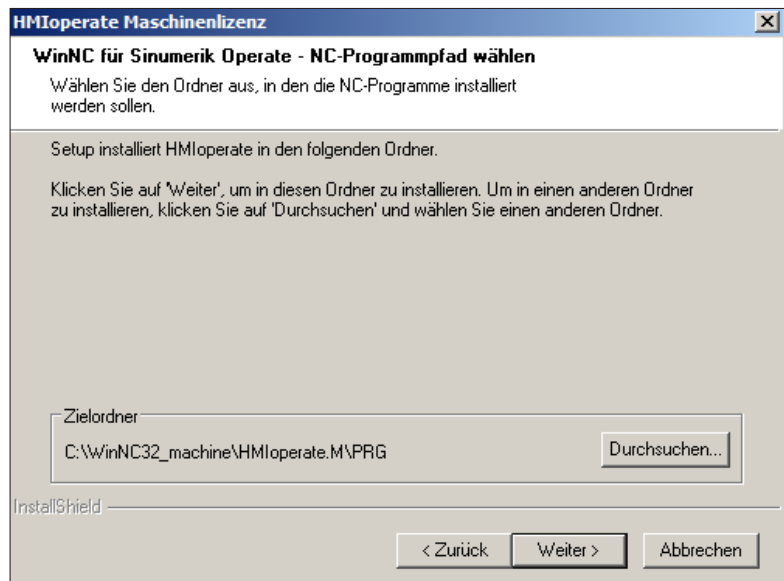 HMIoperate Maschinenlizenz
WinNC für Sinumerik Operate - NC-Programmpfad wählen
Wählen Sie den Ordner aus, in den die NC-Programme installiert
werden sollen.
Setup installiert HMIoperate in den folgenden Ordner.
Klicken Sie auf 'Weiter', um in diesen Ordner zu installieren. Um in einen anderen Ordner
zu installieren, klicken Sie auf 'Durchsuchen' und wählen Sie einen anderen Ordner.
Zielordner
C:\WinNC32_machine\HMIoperate.M\PRG
Durchsuchen...
InstallShield
< Zurück
Weiter >
Abbrechen